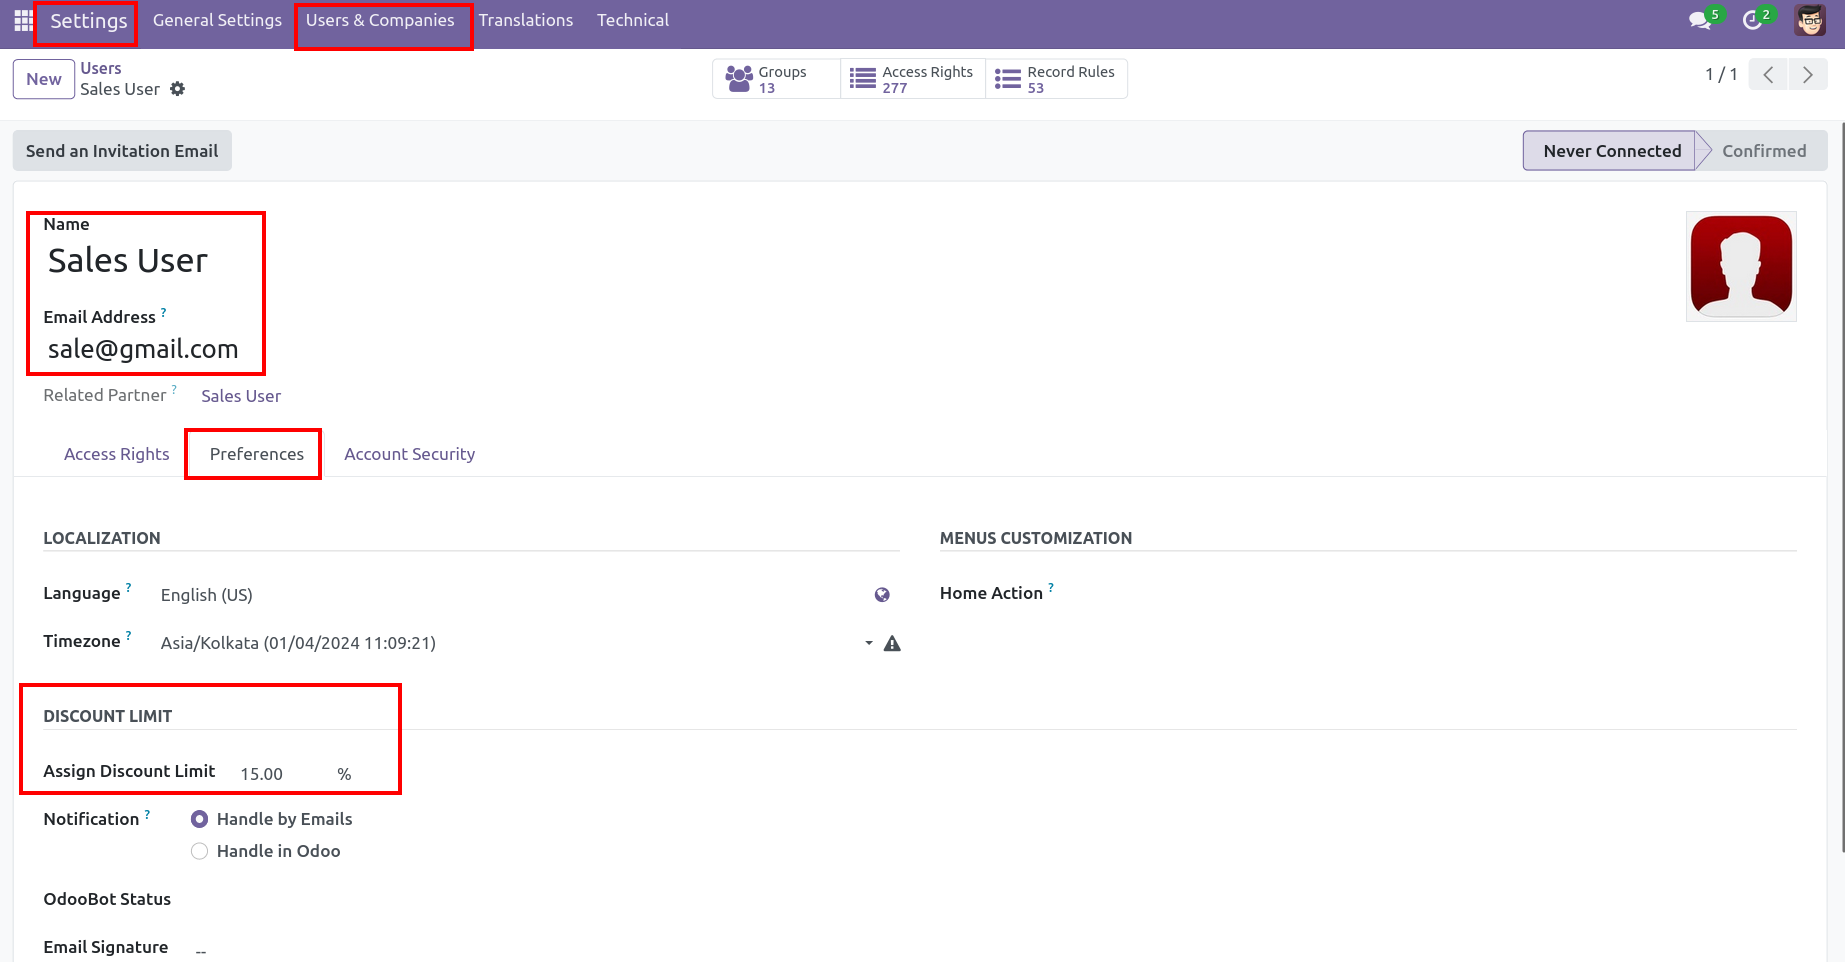 Settings General Settings Users & Companies Translations Technical 5 2
New Users
Sales User
Groups
13
Access Rights
277
Record Rules
53
1 / 1
Send an Invitation Email
Never Connected Confirmed
Name
Sales User
Email Address ?
sale@gmail.com
Related Partner ? Sales User
Access Rights Preferences Account Security
LOCALIZATION
MENUS CUSTOMIZATION
Language ? English (US)
Home Action ?
Timezone ? Asia/Kolkata (01/04/2024 11:09:21)
DISCOUNT LIMIT
Assign Discount Limit 15.00 %
Notification ? Handle by Emails
Handle in Odoo
OdooBot Status
Email Signature --